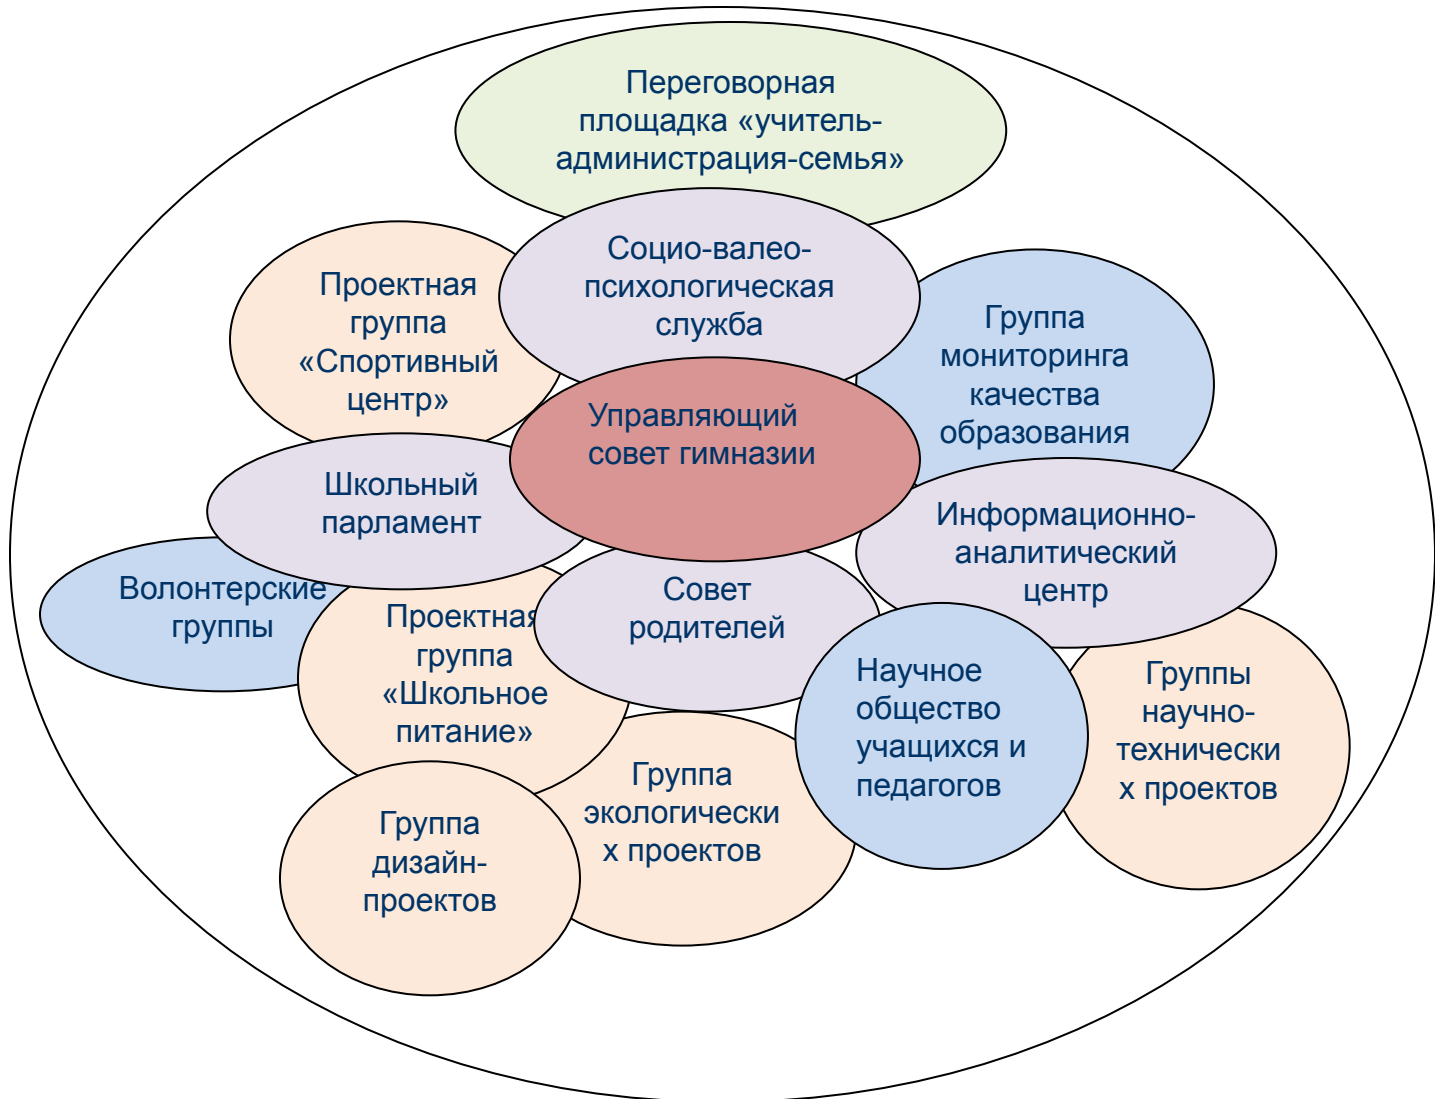 Переговорная
площадка «учитель-
администрация-семья»
Социо-валео-
психологическая
служба
Проектная
группа
«Спортивный
центр»
Группа
мониторинга
качества
образования
Управляющий
совет гимназии
Школьный
парламент
Информационно-
аналитический
центр
Волонтерские
группы
Проектная
группа
«Школьное
питание»
Совет
родителей
Научное
общество
учащихся и
педагогов
Группы
научно-
технически
х проектов
Группа
экологически
х проектов
Группа
дизайн-
проектов